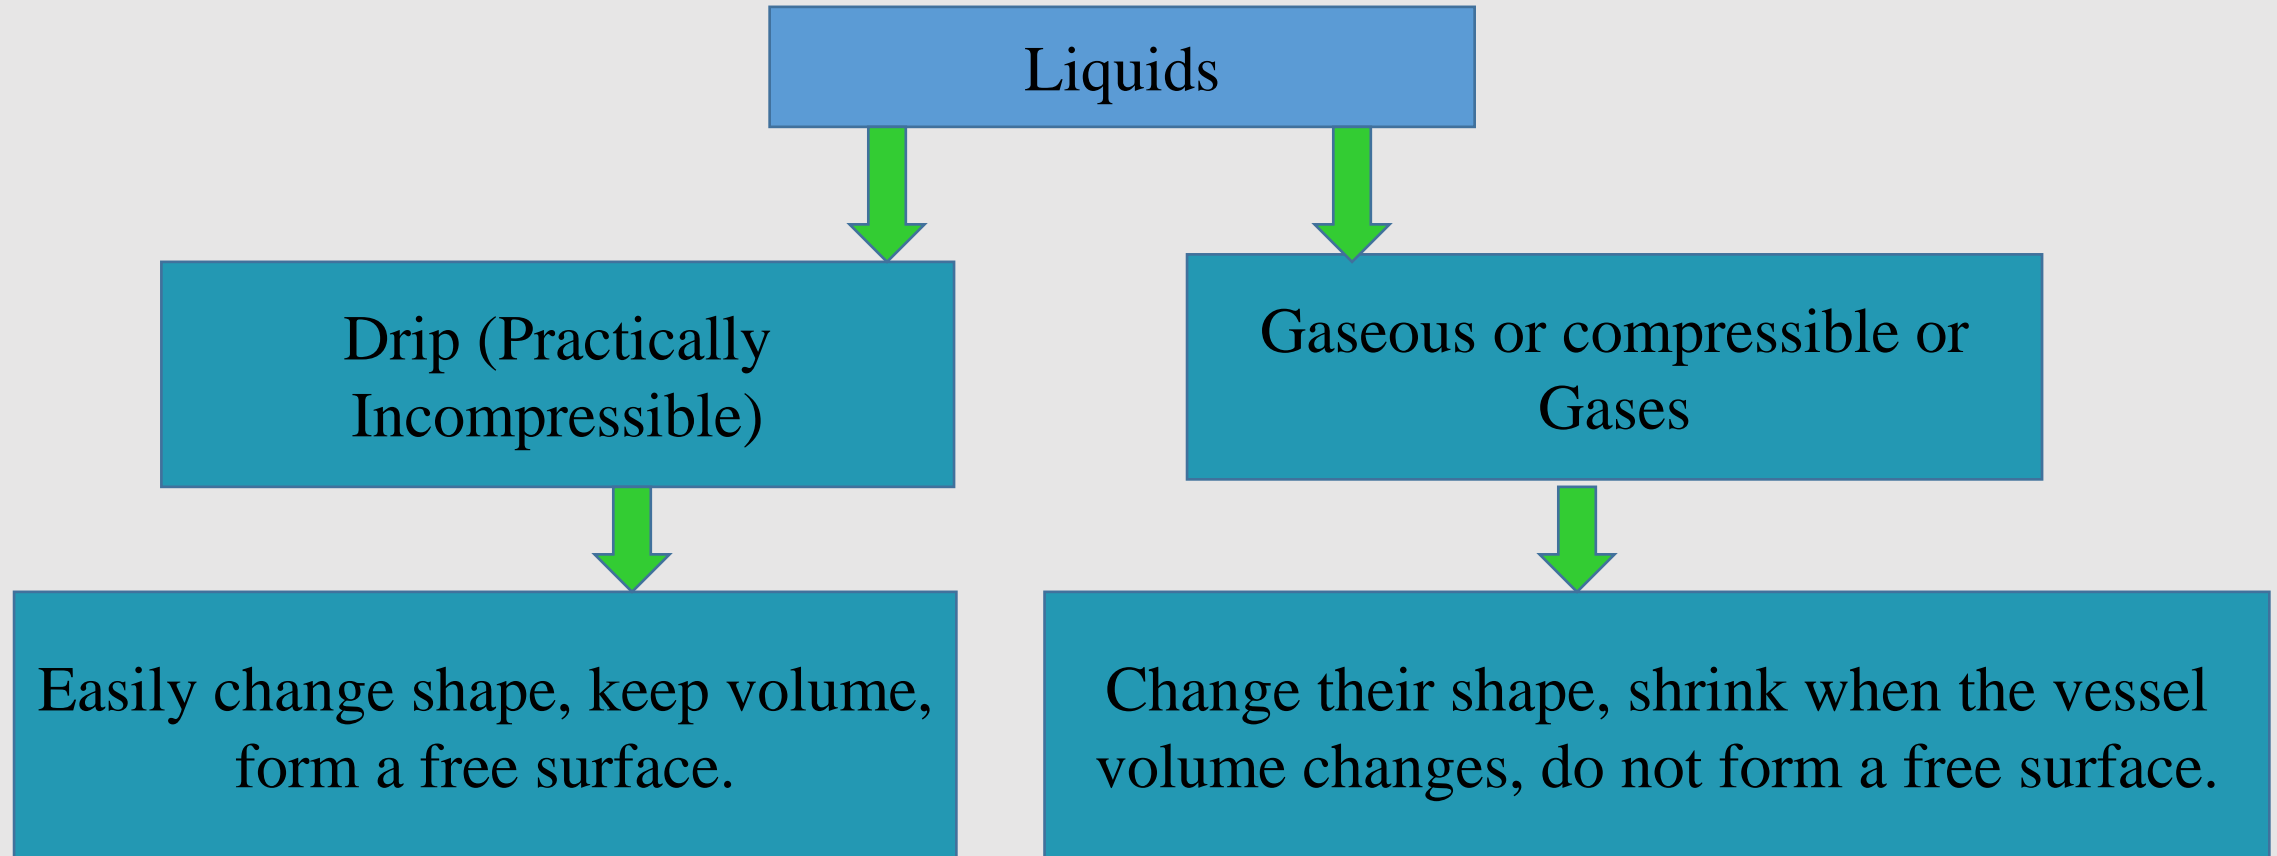 Liquids
Drip (Practically
Incompressible)
Gaseous or compressible or
Gases
Easily change shape, keep volume,
form a free surface.
Change their shape, shrink when the vessel
volume changes, do not form a free surface.